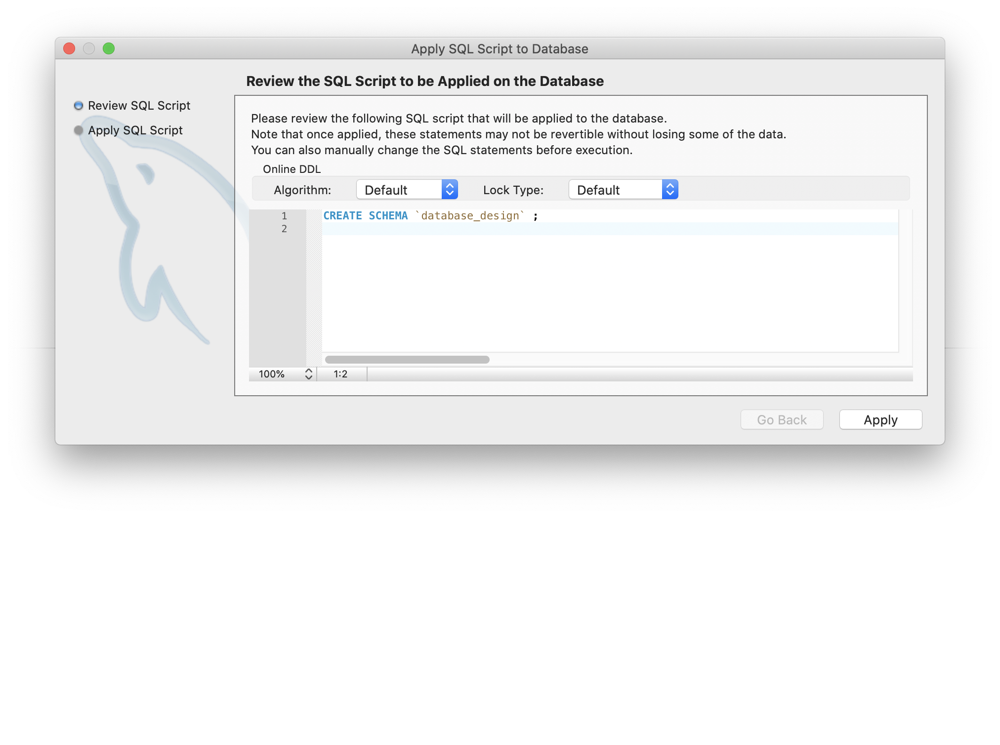 Apply SQL Script to Database
Review the SQL Script to be Applied on the Database
Review SQL Script
Apply SQL Script
Please review the following SQL script that will be applied to the database.
Note that once applied, these statements may not be revertible without losing some of the data.
You can also manually change the SQL statements before execution.
Online DDL
Algorithm: Default Lock Type: Default
1 CREATE SCHEMA `database_design` ;
2
100% 1:2
Go Back Apply